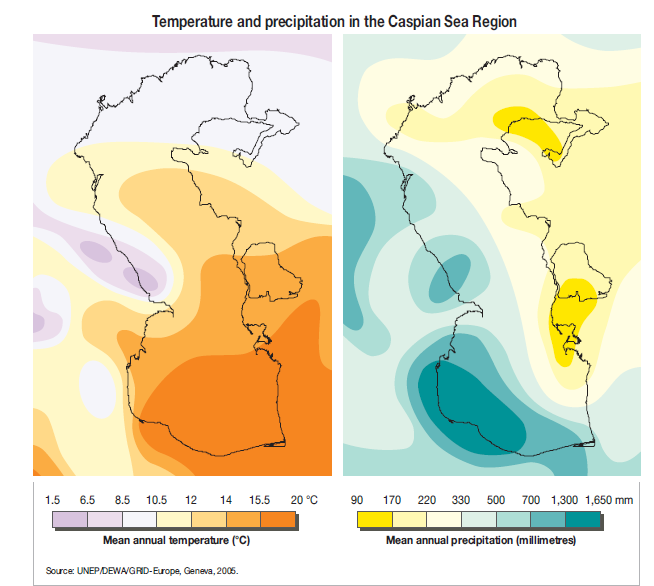 Temperature and precipitation in the Caspian Sea Region
1.5 6.5 8.5 10.5 12 14 15.5 20 °C
Mean annual temperature (°C)
90 170 220 330 500 700 1,300 1,650 mm
Mean annual precipitation (millimetres)
Source: UNEP/DEWA/GRID-Europe, Geneva, 2005.